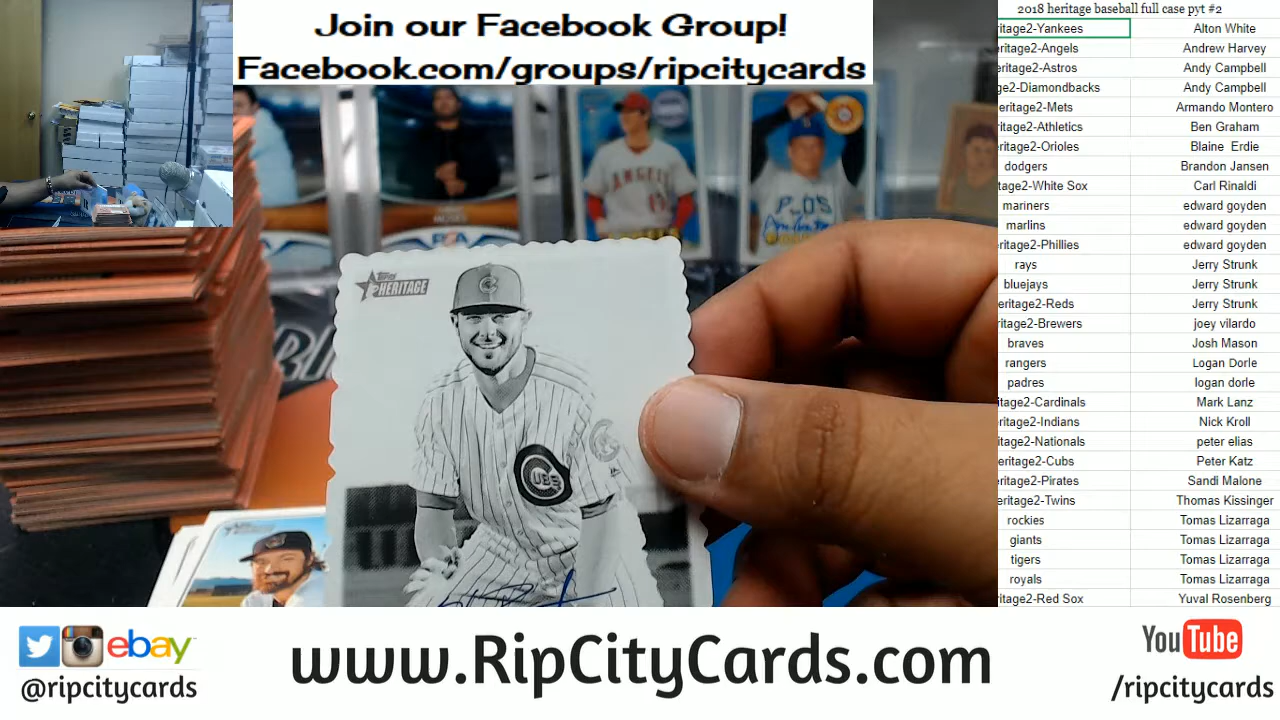 Join our Facebook Group!
Facebook.com/groups/ripcitycards
2018 heritage baseball full case pyt #2
ritage2-Yankees Alton White
eritage2-Angels Andrew Harvey
eritage2-Astros Andy Campbell
ge2-Diamondbacks Andy Campbell
eritage2-Mets Armando Montero
eritage2-Athletics Ben Graham
eritage2-Orioles Blaine Erdie
dodgers Brandon Jansen
tage2-White Sox Carl Rinaldi
mariners edward goyden
marlins edward goyden
eritage2-Phillies edward goyden
rays Jerry Strunk
bluejays Jerry Strunk
eritage2-Reds Jerry Strunk
ritage2-Brewers joey vilardo
braves Josh Mason
rangers Logan Dorle
padres logan dorle
itage2-Cardinals Mark Lanz
eritage2-Indians Nick Kroll
itage2-Nationals peter elias
eritage2-Cubs Peter Katz
eritage2-Pirates Sandi Malone
eritage2-Twins Thomas Kissinger
rockies Tomas Lizarraga
giants Tomas Lizarraga
tigers Tomas Lizarraga
royals Tomas Lizarraga
ritage2-Red Sox Yuval Rosenberg
ANGELS
Topps
HERITAGE
C
CUBS
ebay
@ripcitycards
www.RipCityCards.com
YouTube
/ripcitycards